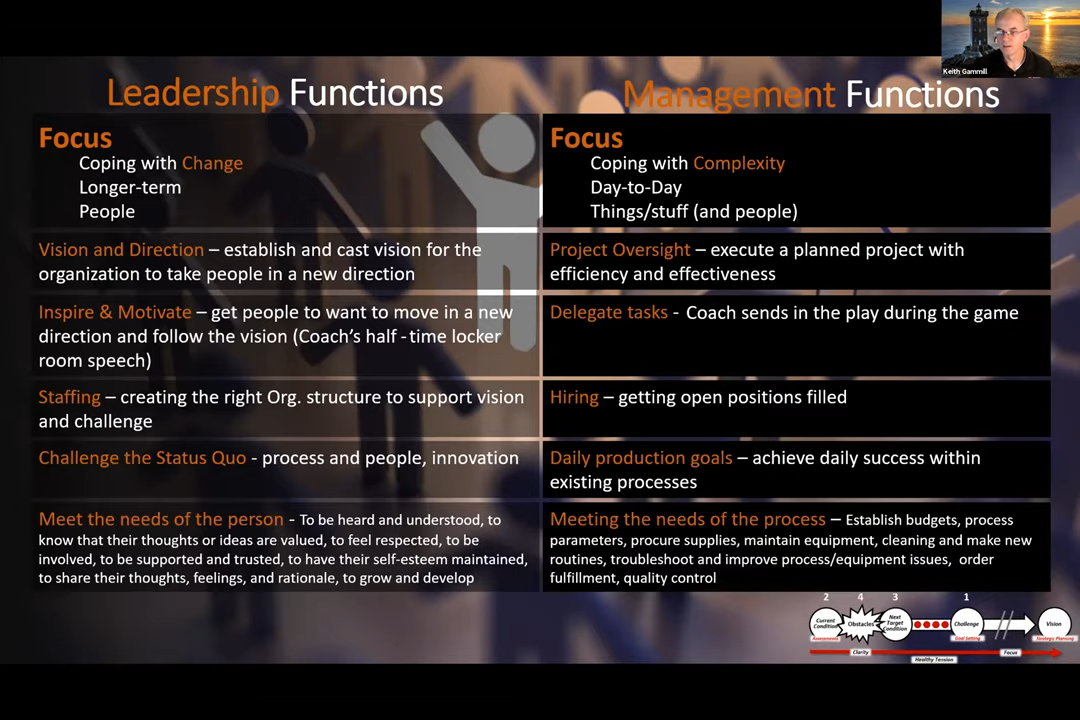 Keith Gammill
Leadership Functions
Management Functions
Focus
Coping with Change
Longer-term
People
Focus
Coping with Complexity
Day-to-Day
Things/stuff (and people)
Vision and Direction – establish and cast vision for the
organization to take people in a new direction
Project Oversight – execute a planned project with
efficiency and effectiveness
Inspire & Motivate – get people to want to move in a new
direction and follow the vision (Coach's half - time locker
room speech)
Delegate tasks - Coach sends in the play during the game
Staffing – creating the right Org. structure to support vision
and challenge
Hiring – getting open positions filled
Challenge the Status Quo - process and people, innovation
Daily production goals – achieve daily success within
existing processes
Meet the needs of the person - To be heard and understood, to
know that their thoughts or ideas are valued, to feel respected, to be
involved, to be supported and trusted, to have their self-esteem maintained,
to share their thoughts, feelings, and rationale, to grow and develop
Meeting the needs of the process – Establish budgets, process
parameters, procure supplies, maintain equipment, cleaning and make new
routines, troubleshoot and improve process/equipment issues, order
fulfillment, quality control
2 4 3 1
Current
Condition
Assessments
Obstacles
Next
Target
Condition
Challenge
Goal Setting
Vision
Strategic Planning
Clarity
Healthy Tension
Focus